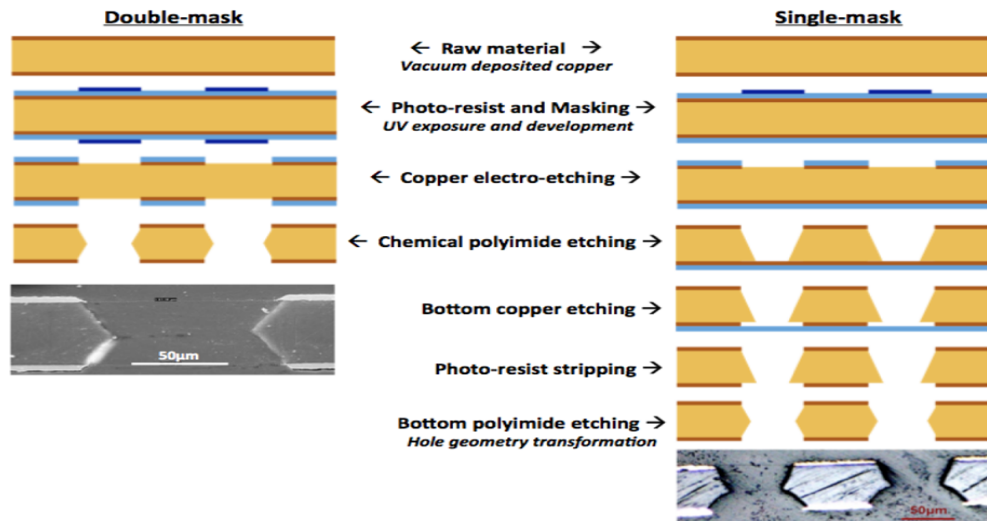 Double-mask
Single-mask
← Raw material →
Vacuum deposited copper
← Photo-resist and Masking →
UV exposure and development
← Copper electro-etching →
← Chemical polyimide etching →
Bottom copper etching →
50µm
Photo-resist stripping →
Bottom polyimide etching →
Hole geometry transformation
50µm